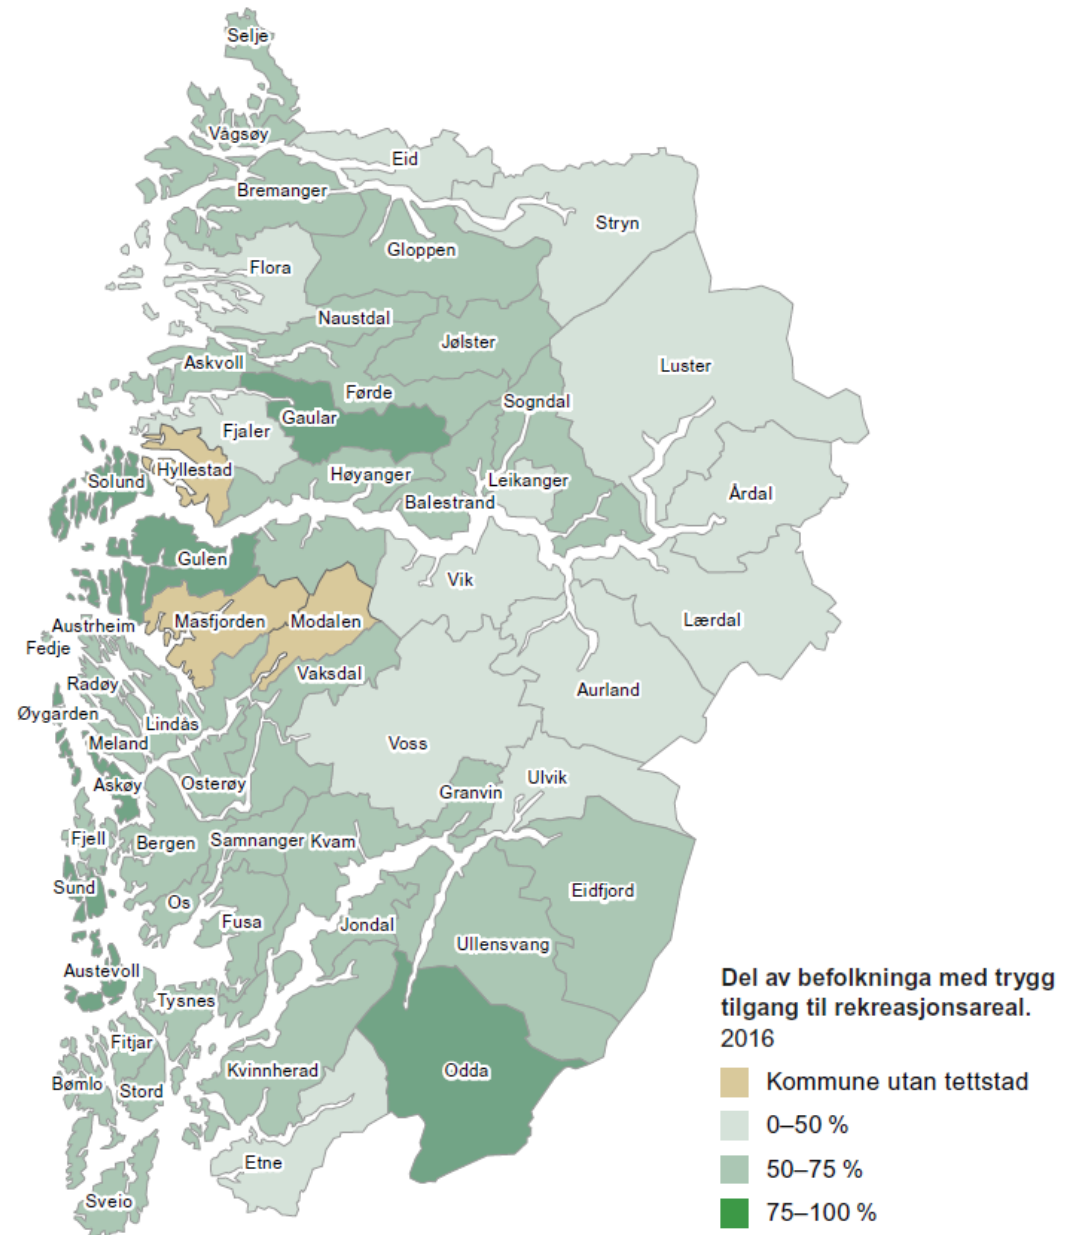 Selje
Vågsøy
Eid
Bremanger
Stryn
Gloppen
Flora
Naustdal
Jølster
Askvoll
Luster
Førde
Sogndal
Gaular
Fjaler
Hyllestad
Høyanger
Leikanger
Solund
Årdal
Balestrand
Gulen
Vik
Masfjorden
Modalen
Lærdal
Austrheim
Fedje
Vaksdal
Radøy
Aurland
Øygarden
Lindås
Meland
Voss
Ulvik
Askøy
Osterøy
Granvin
Fjell
Bergen
Samnanger
Kvam
Sund
Eidfjord
Os
Fusa
Jondal
Ullensvang
Austevoll
Tysnes
Fitjar
Kvinnherad
Odda
Bømlo
Stord
Etne
Sveio
Del av befolkninga med trygg
tilgang til rekreasjonsareal.
2016
Kommune utan tettstad
0–50 %
50–75 %
75–100 %